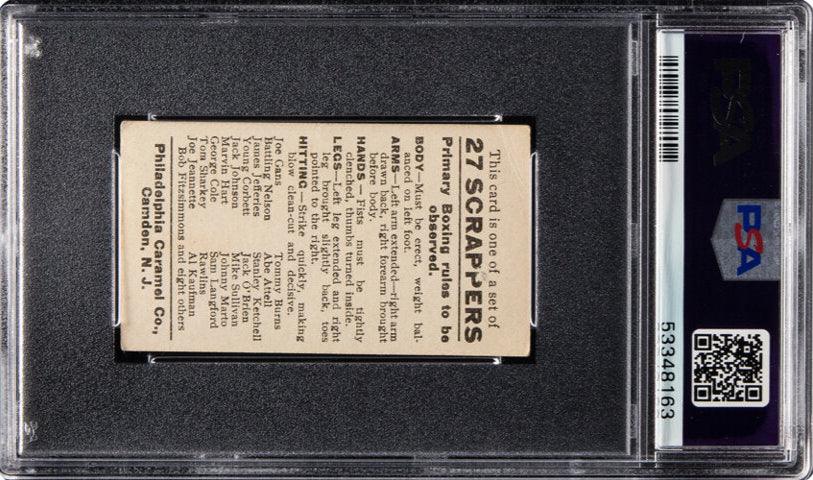 This card is one of a set of
27 SCRAPPERS
Primary Boxing rules to be
observed.
BODY—Must be erect, weight bal-
anced on left foot.
ARMS—Left arm extended—right arm
drawn back, right forearm brought
before body.
HANDS—Fists must be tightly
clenched, thumbs turned inside.
LEGS—Left leg extended and right
leg brought slightly back, toes
pointed to the right.
HITTING—Strike quickly, making
blow clean-cut and decisive.
Joe Gans Tommy Burns
Battling Nelson Abe Attell
James Jefferies Stanley Ketchell
Young Corbett Jack O'Brien
Jack Johnson Mike Sullivan
Marvin Hart Johnny Marto
George Cole Sam Langford
Tom Sharkey Rawlins
Joe Jeannette Al Kaufman
Bob Fitzsimmons and eight others
Philadelphia Caramel Co.,
Camden, N. J.
PSA
PSA
53348163